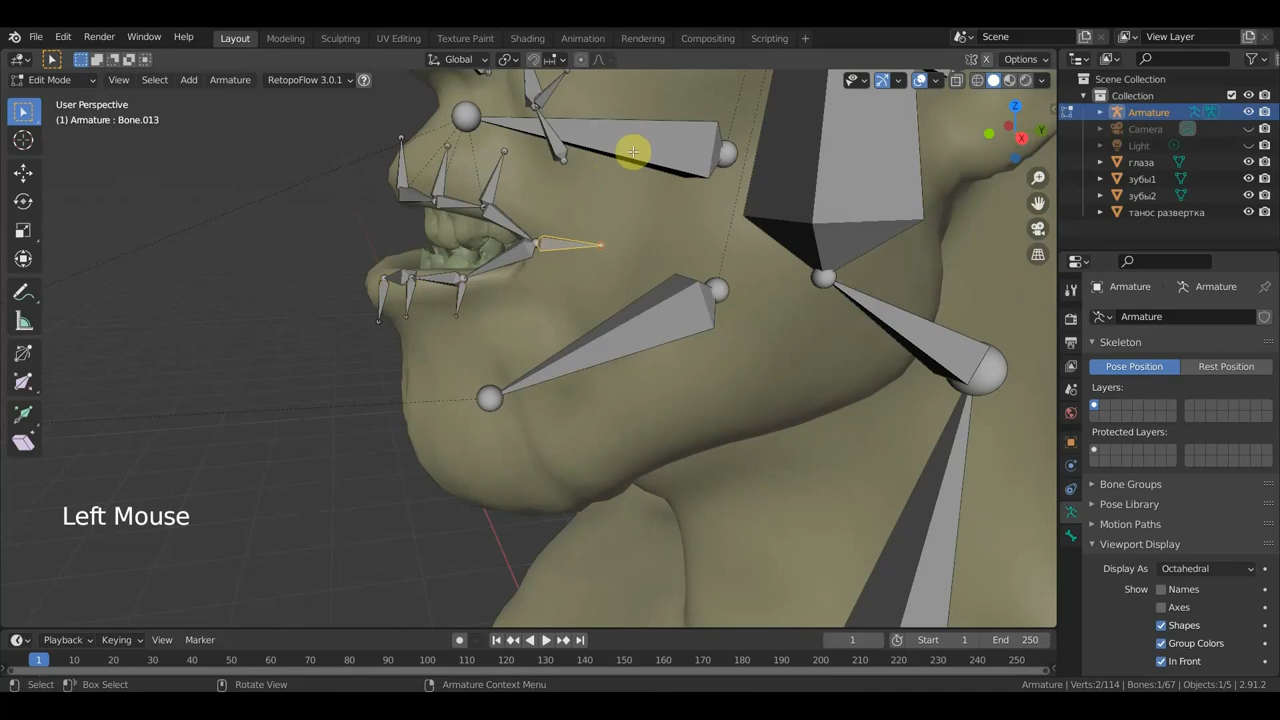 File Edit Render Window Help
Layout Modeling Sculpting UV Editing Texture Paint Shading Animation Rendering Compositing Scripting +
Scene
View Layer
Global
Options
Edit Mode View Select Add Armature RetopoFlow 3.0.1
User Perspective
(1) Armature : Bone.013
Z
Y
X
Scene Collection
Collection
Armature
Camera
Light
глаза
зубы1
зубы2
танос развертка
Armature Armature
Armature
Skeleton
Pose Position Rest Position
Layers:
Protected Layers:
Bone Groups
Pose Library
Motion Paths
Viewport Display
Display As Octahedral
Show Names
Axes
Shapes
Group Colors
In Front
Left Mouse
Playback Keying View Marker
1 Start 1 End 250
1 10 20 30 40 50 60 70 80 90 100 110 120 130 140 150 160 170 180 190 200 210 220 230 240 250
Select Box Select Rotate View Armature Context Menu
Armature | Verts:2/114 | Bones:1/67 | Objects:1/5 | 2.91.2